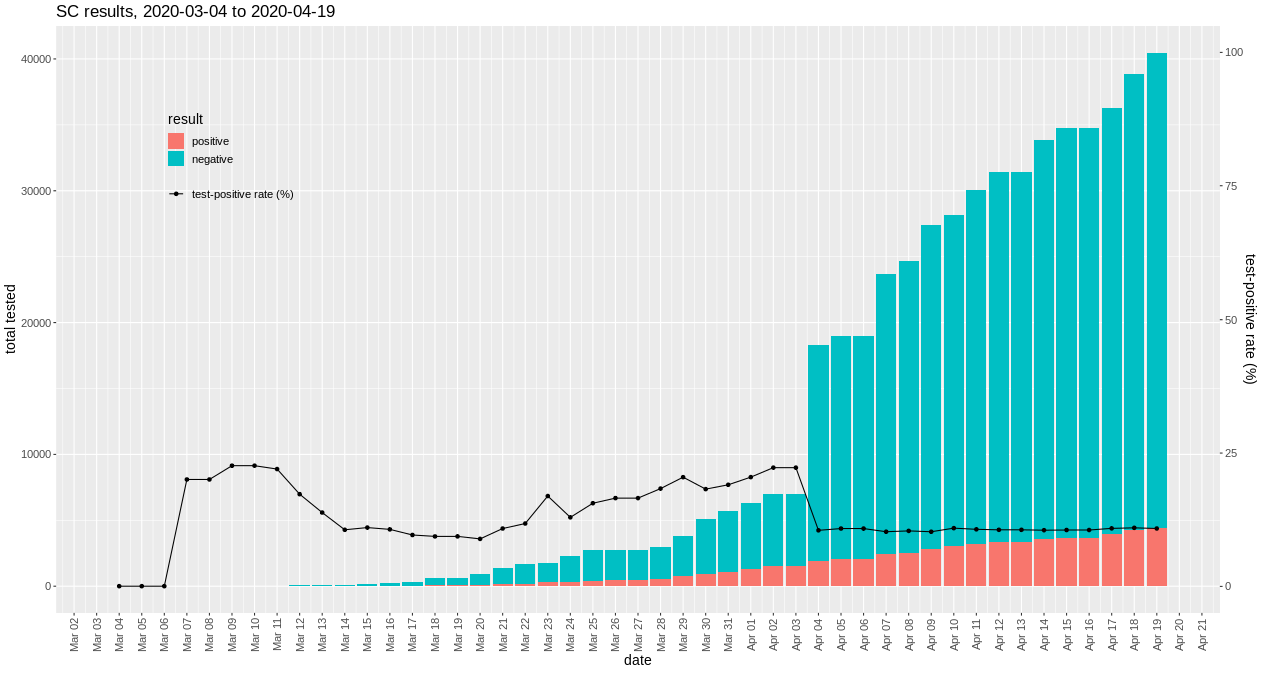 SC results, 2020-03-04 to 2020-04-19
total tested
40000
30000
20000
10000
0
result
positive
negative
test-positive rate (%)
100
75
50
25
0
test-positive rate (%)
Mar 02
Mar 03
Mar 04
Mar 05
Mar 06
Mar 07
Mar 08
Mar 09
Mar 10
Mar 11
Mar 12
Mar 13
Mar 14
Mar 15
Mar 16
Mar 17
Mar 18
Mar 19
Mar 20
Mar 21
Mar 22
Mar 23
Mar 24
Mar 25
Mar 26
Mar 27
Mar 28
Mar 29
Mar 30
Mar 31
Apr 01
Apr 02
Apr 03
Apr 04
Apr 05
Apr 06
Apr 07
Apr 08
Apr 09
Apr 10
Apr 11
Apr 12
Apr 13
Apr 14
Apr 15
Apr 16
Apr 17
Apr 18
Apr 19
Apr 20
Apr 21
date